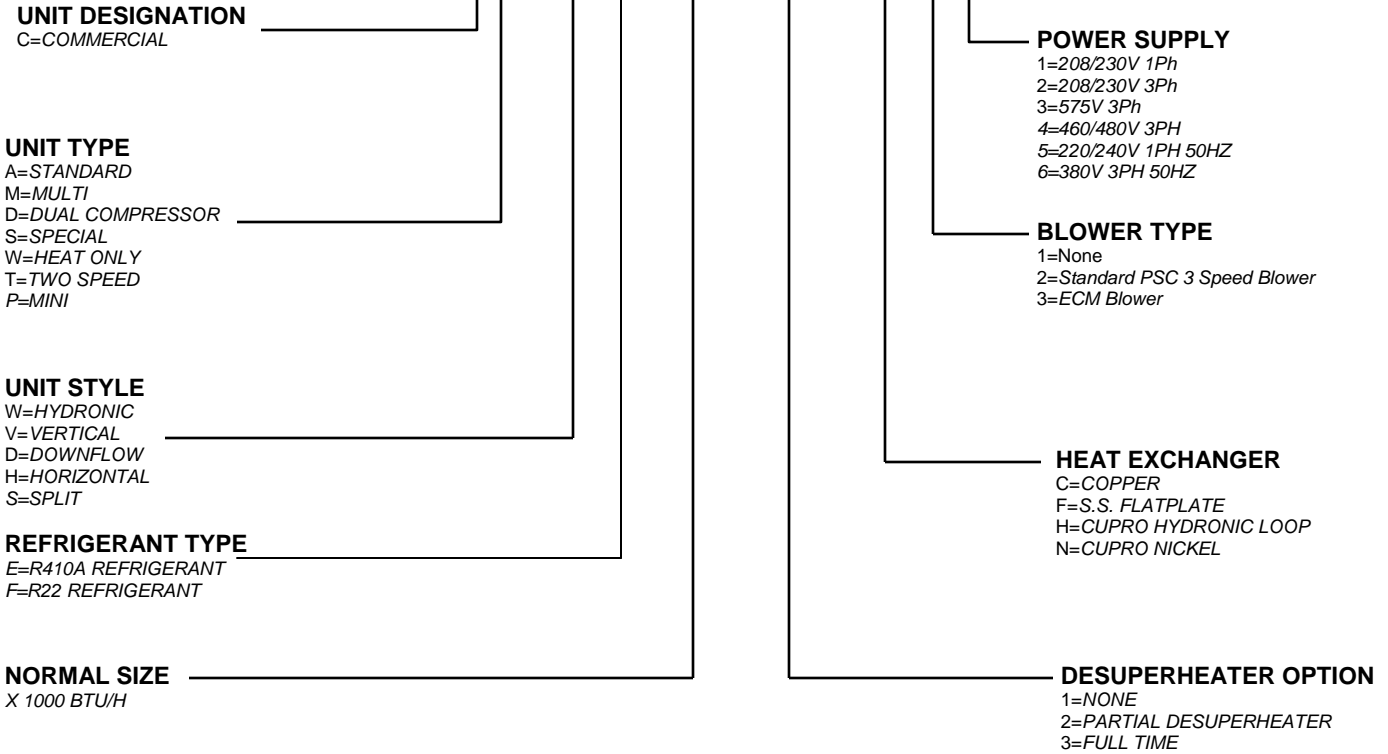 UNIT DESIGNATION
C=COMMERCIAL
UNIT TYPE
A=STANDARD
M=MULTI
D=DUAL COMPRESSOR
S=SPECIAL
W=HEAT ONLY
T=TWO SPEED
P=MINI
UNIT STYLE
W=HYDRONIC
V=VERTICAL
D=DOWNFLOW
H=HORIZONTAL
S=SPLIT
REFRIGERANT TYPE
E=R410A REFRIGERANT
F=R22 REFRIGERANT
NORMAL SIZE
X 1000 BTU/H
POWER SUPPLY
1=208/230V 1Ph
2=208/230V 3Ph
3=575V 3Ph
4=460/480V 3PH
5=220/240V 1PH 50HZ
6=380V 3PH 50HZ
BLOWER TYPE
1=None
2=Standard PSC 3 Speed Blower
3=ECM Blower
HEAT EXCHANGER
C=COPPER
F=S.S. FLATPLATE
H=CUPRO HYDRONIC LOOP
N=CUPRO NICKEL
DESUPERHEATER OPTION
1=NONE
2=PARTIAL DESUPERHEATER
3=FULL TIME